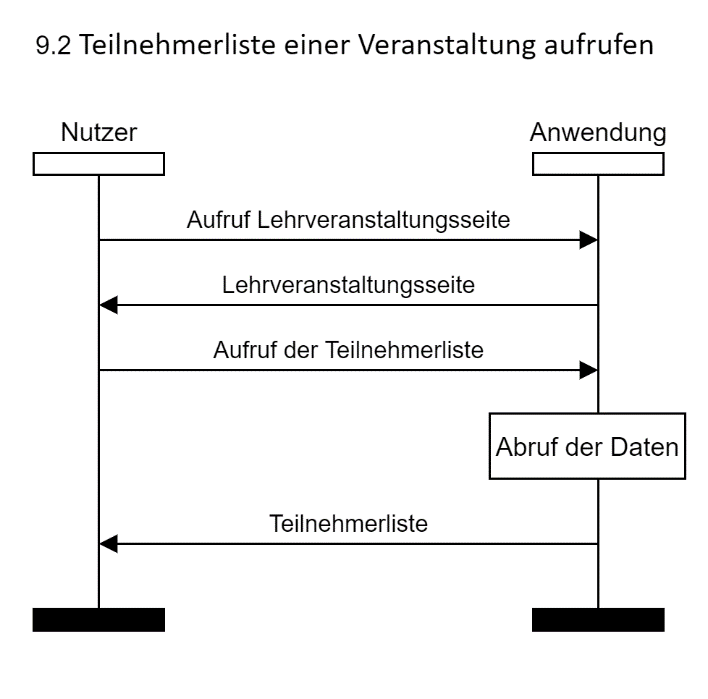 9.2 Teilnehmerliste einer Veranstaltung aufrufen
Nutzer
Anwendung
Aufruf Lehrveranstaltungsseite
Lehrveranstaltungsseite
Aufruf der Teilnehmerliste
Abruf der Daten
Teilnehmerliste